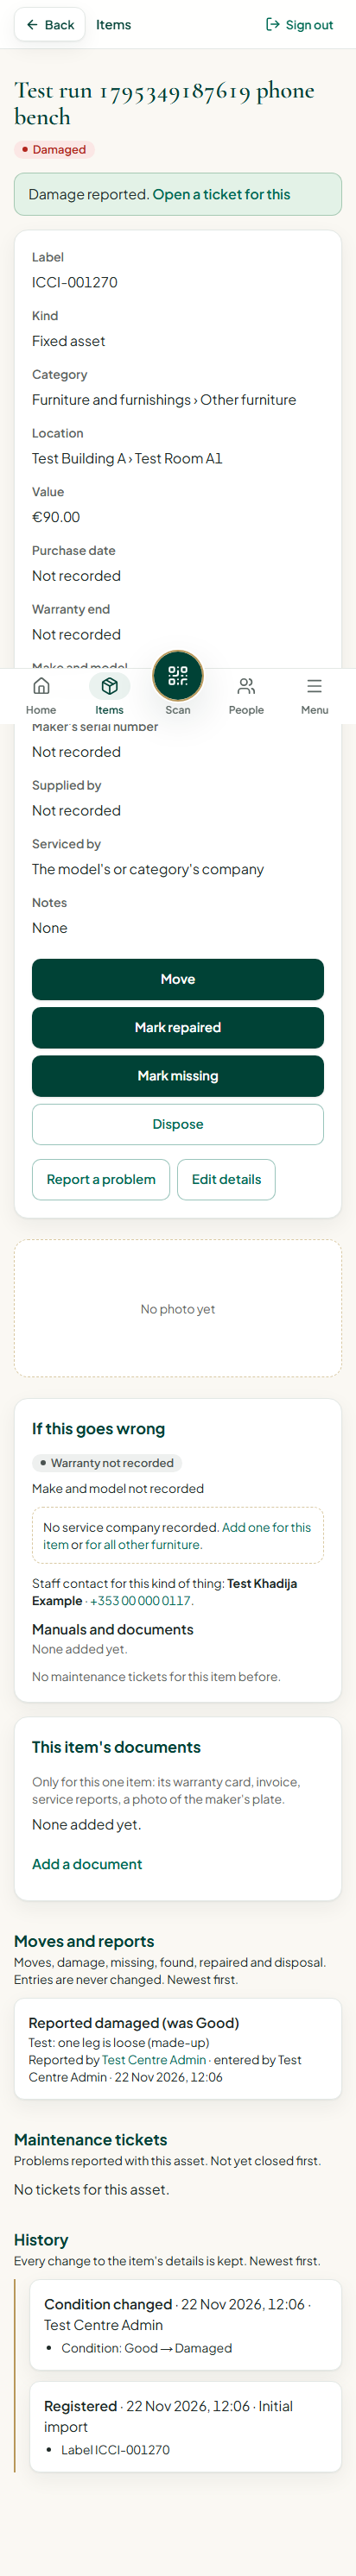 Back
Items
Sign out
Test run 1795349187619 phone
bench
Damaged
Damage reported. Open a ticket for this
Label
ICCI-001270
Kind
Fixed asset
Category
Furniture and furnishings › Other furniture
Location
Test Building A › Test Room A1
Value
€90.00
Purchase date
Not recorded
Warranty end
Not recorded
Make and model
Home
Items
Scan
People
Menu
Maker's serial number
Not recorded
Supplied by
Not recorded
Serviced by
The model's or category's company
Notes
None
Move
Mark repaired
Mark missing
Dispose
Report a problem
Edit details
No photo yet
If this goes wrong
Warranty not recorded
Make and model not recorded
No service company recorded. Add one for this
item or for all other furniture.
Staff contact for this kind of thing: Test Khadija
Example · +353 00 000 0117.
Manuals and documents
None added yet.
No maintenance tickets for this item before.
This item's documents
Only for this one item: its warranty card, invoice,
service reports, a photo of the maker's plate.
None added yet.
Add a document
Moves and reports
Moves, damage, missing, found, repaired and disposal.
Entries are never changed. Newest first.
Reported damaged (was Good)
Test: one leg is loose (made-up)
Reported by Test Centre Admin · entered by Test
Centre Admin · 22 Nov 2026, 12:06
Maintenance tickets
Problems reported with this asset. Not yet closed first.
No tickets for this asset.
History
Every change to the item's details is kept. Newest first.
Condition changed · 22 Nov 2026, 12:06 ·
Test Centre Admin
• Condition: Good → Damaged
Registered · 22 Nov 2026, 12:06 · Initial
import
• Label ICCI-001270